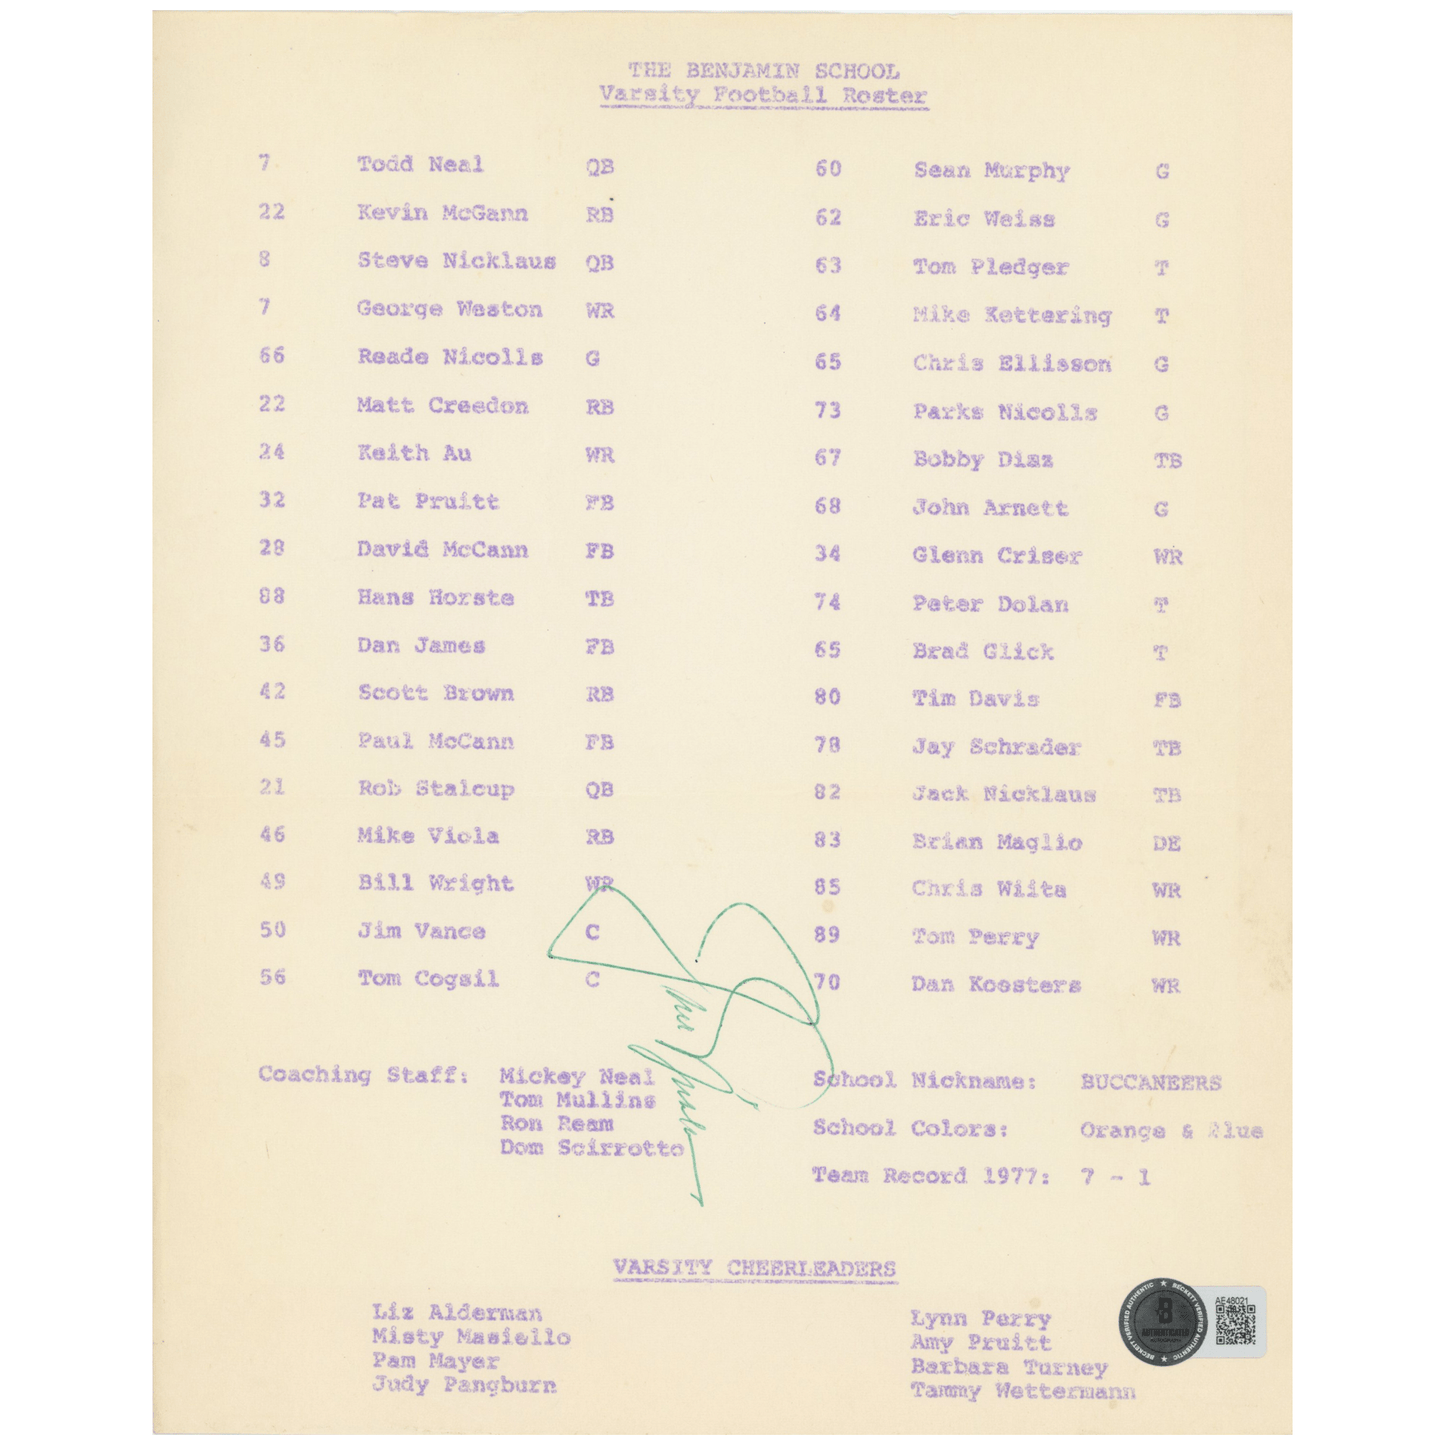 THE BENJAMIN SCHOOL
Varsity Football Roster
7 Todd Neal QB
22 Kevin McGann RB
8 Steve Nicklaus QB
7 George Weston WR
66 Reade Nicolls G
22 Matt Creedon RB
24 Keith Au WR
32 Pat Pruitt FB
28 David McCann FB
88 Hans Horste TB
36 Dan James FB
42 Scott Brown RB
45 Paul McCann FB
21 Rob Stalcup QB
46 Mike Viola RB
49 Bill Wright WR
50 Jim Vance C
56 Tom Cogsil C
60 Sean Murphy G
62 Eric Weiss G
63 Tom Pledger T
64 Mike Kettering T
65 Chris Ellisson G
73 Parks Nicolls G
67 Bobby Diaz TB
68 John Arnett G
34 Glenn Criser WR
74 Peter Dolan T
65 Brad Glick T
80 Tim Davis FB
78 Jay Schrader TB
82 Jack Nicklaus TB
83 Brian Maglio DE
85 Chris Wiita WR
89 Tom Perry WR
70 Dan Koesters WR
Coaching Staff: Mickey Neal
Tom Mullins
Ron Ream
Dom Scirrotto
School Nickname: BUCCANEERS
School Colors: Orange & Blue
Team Record 1977: 7 - 1
VARSITY CHEERLEADERS
Liz Alderman
Misty Masiello
Pam Mayer
Judy Pangburn
Lynn Perry
Amy Pruitt
Barbara Turney
Tammy Wettermann
BECKETT VERIFIED AUTHENTIC
B
AUTHENTICATED
BECKETT VERIFIED AUTHENTIC
AE48021